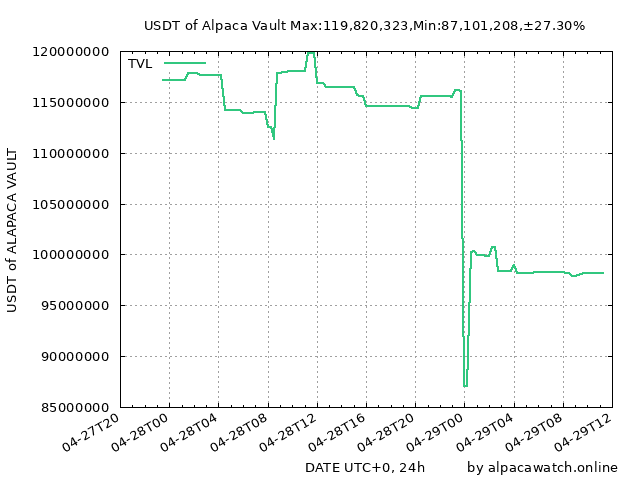 USDT of Alpaca Vault Max:119,820,323,Min:87,101,208,±27.30%
TVL
120000000
115000000
110000000
105000000
100000000
95000000
90000000
85000000
USDT of ALAPACA VAULT
04-27T20
04-28T00
04-28T04
04-28T08
04-28T12
04-28T16
04-28T20
04-29T00
04-29T04
04-29T08
04-29T12
DATE UTC+0, 24h
by alpacawatch.online